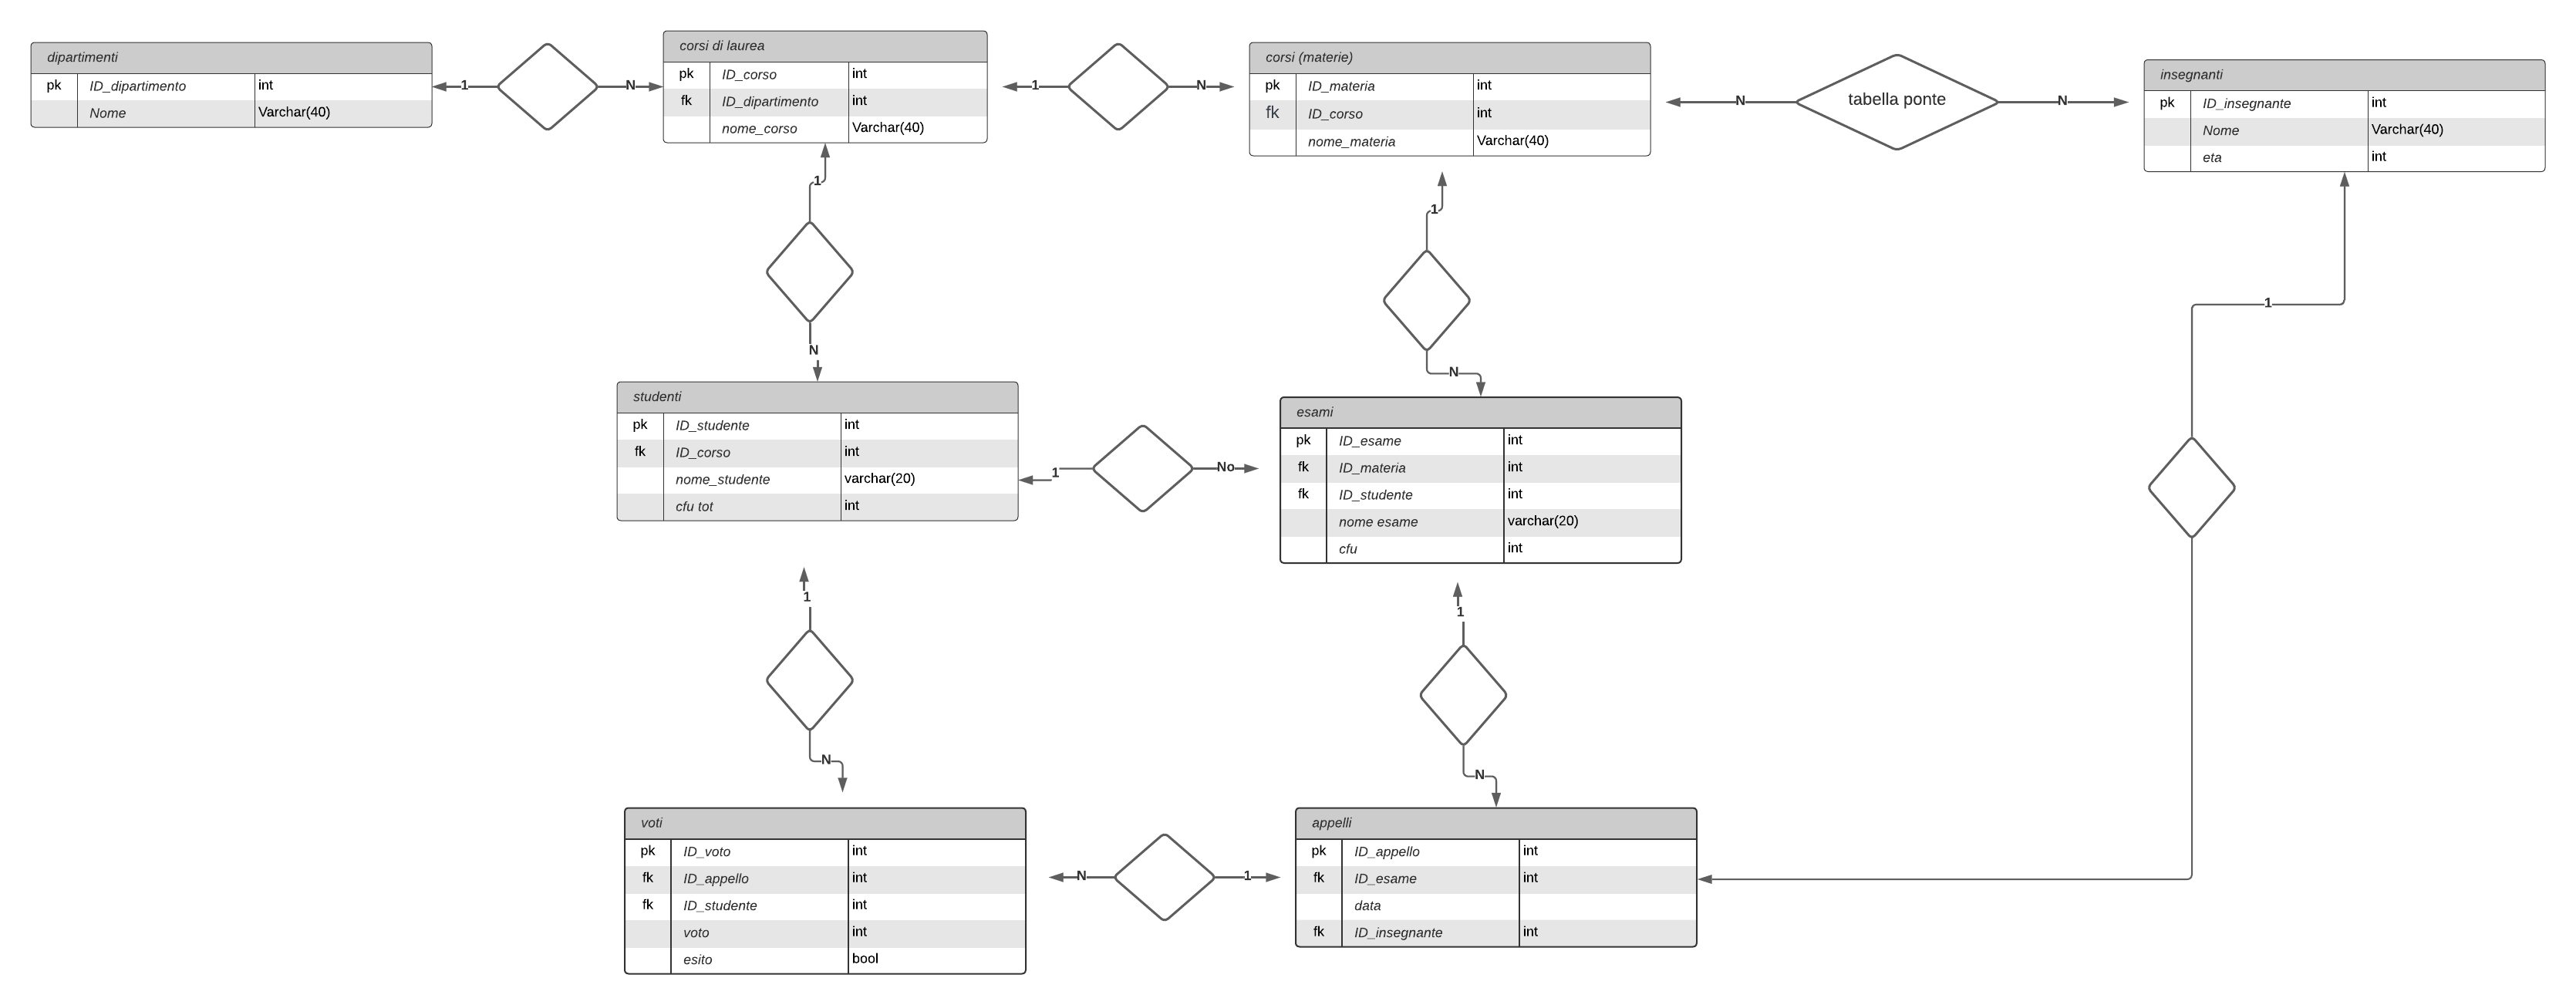 dipartimenti
pk ID_dipartimento int
Nome Varchar(40)
1
N
corsi di laurea
pk ID_corso int
fk ID_dipartimento int
nome_corso Varchar(40)
1
N
corsi (materie)
pk ID_materia int
fk ID_corso int
nome_materia Varchar(40)
N
tabella ponte
N
insegnanti
pk ID_insegnante int
Nome Varchar(40)
eta int
1
N
1
N
1
studenti
pk ID_studente int
fk ID_corso int
nome_studente varchar(20)
cfu tot int
1
No
esami
pk ID_esame int
fk ID_materia int
fk ID_studente int
nome esame varchar(20)
cfu int
1
N
1
N
voti
pk ID_voto int
fk ID_appello int
fk ID_studente int
voto int
esito bool
N
1
appelli
pk ID_appello int
fk ID_esame int
data
fk ID_insegnante int